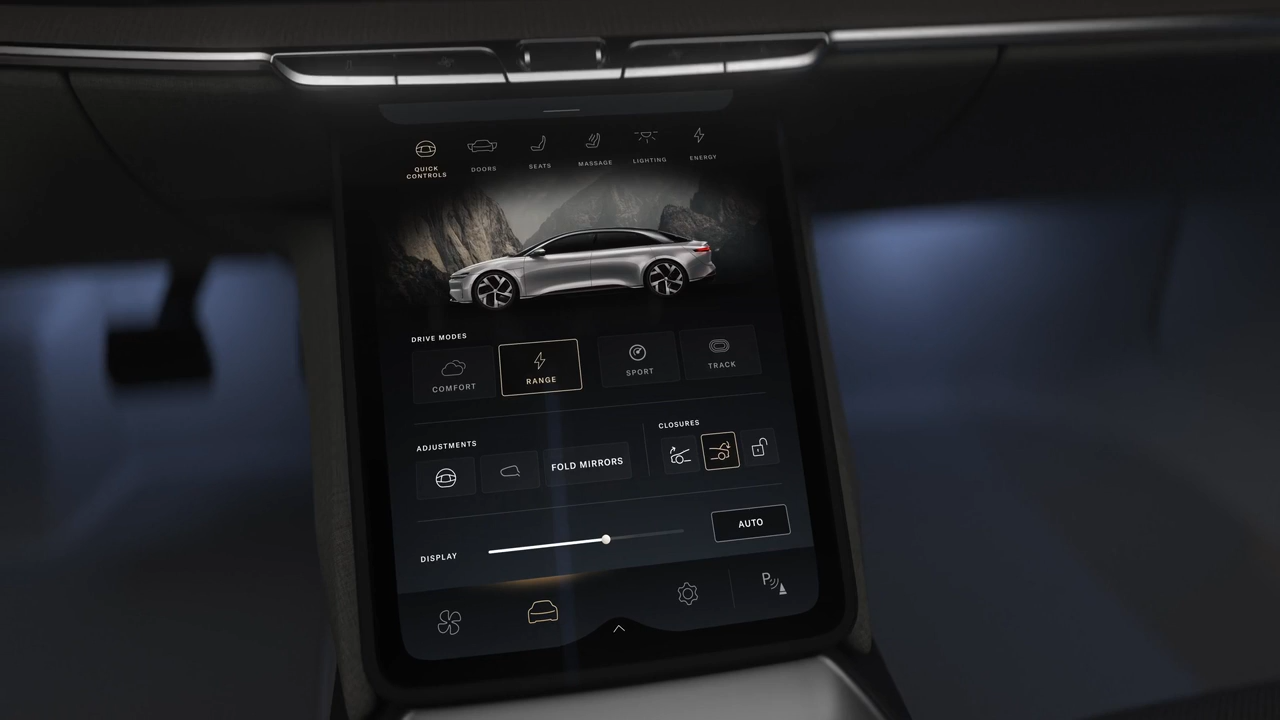 QUICK
CONTROLS
DOORS
SEATS
MASSAGE
LIGHTING
ENERGY
DRIVE MODES
COMFORT
RANGE
SPORT
TRACK
ADJUSTMENTS
CLOSURES
FOLD MIRRORS
DISPLAY
AUTO
P